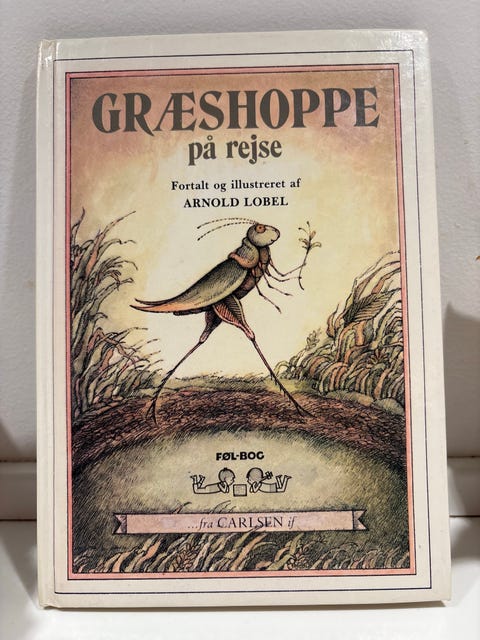 GRÆSHOPPE
på rejse
Fortalt og illustreret af
ARNOLD LOBEL
FØL-BOG
...fra CARLSEN if